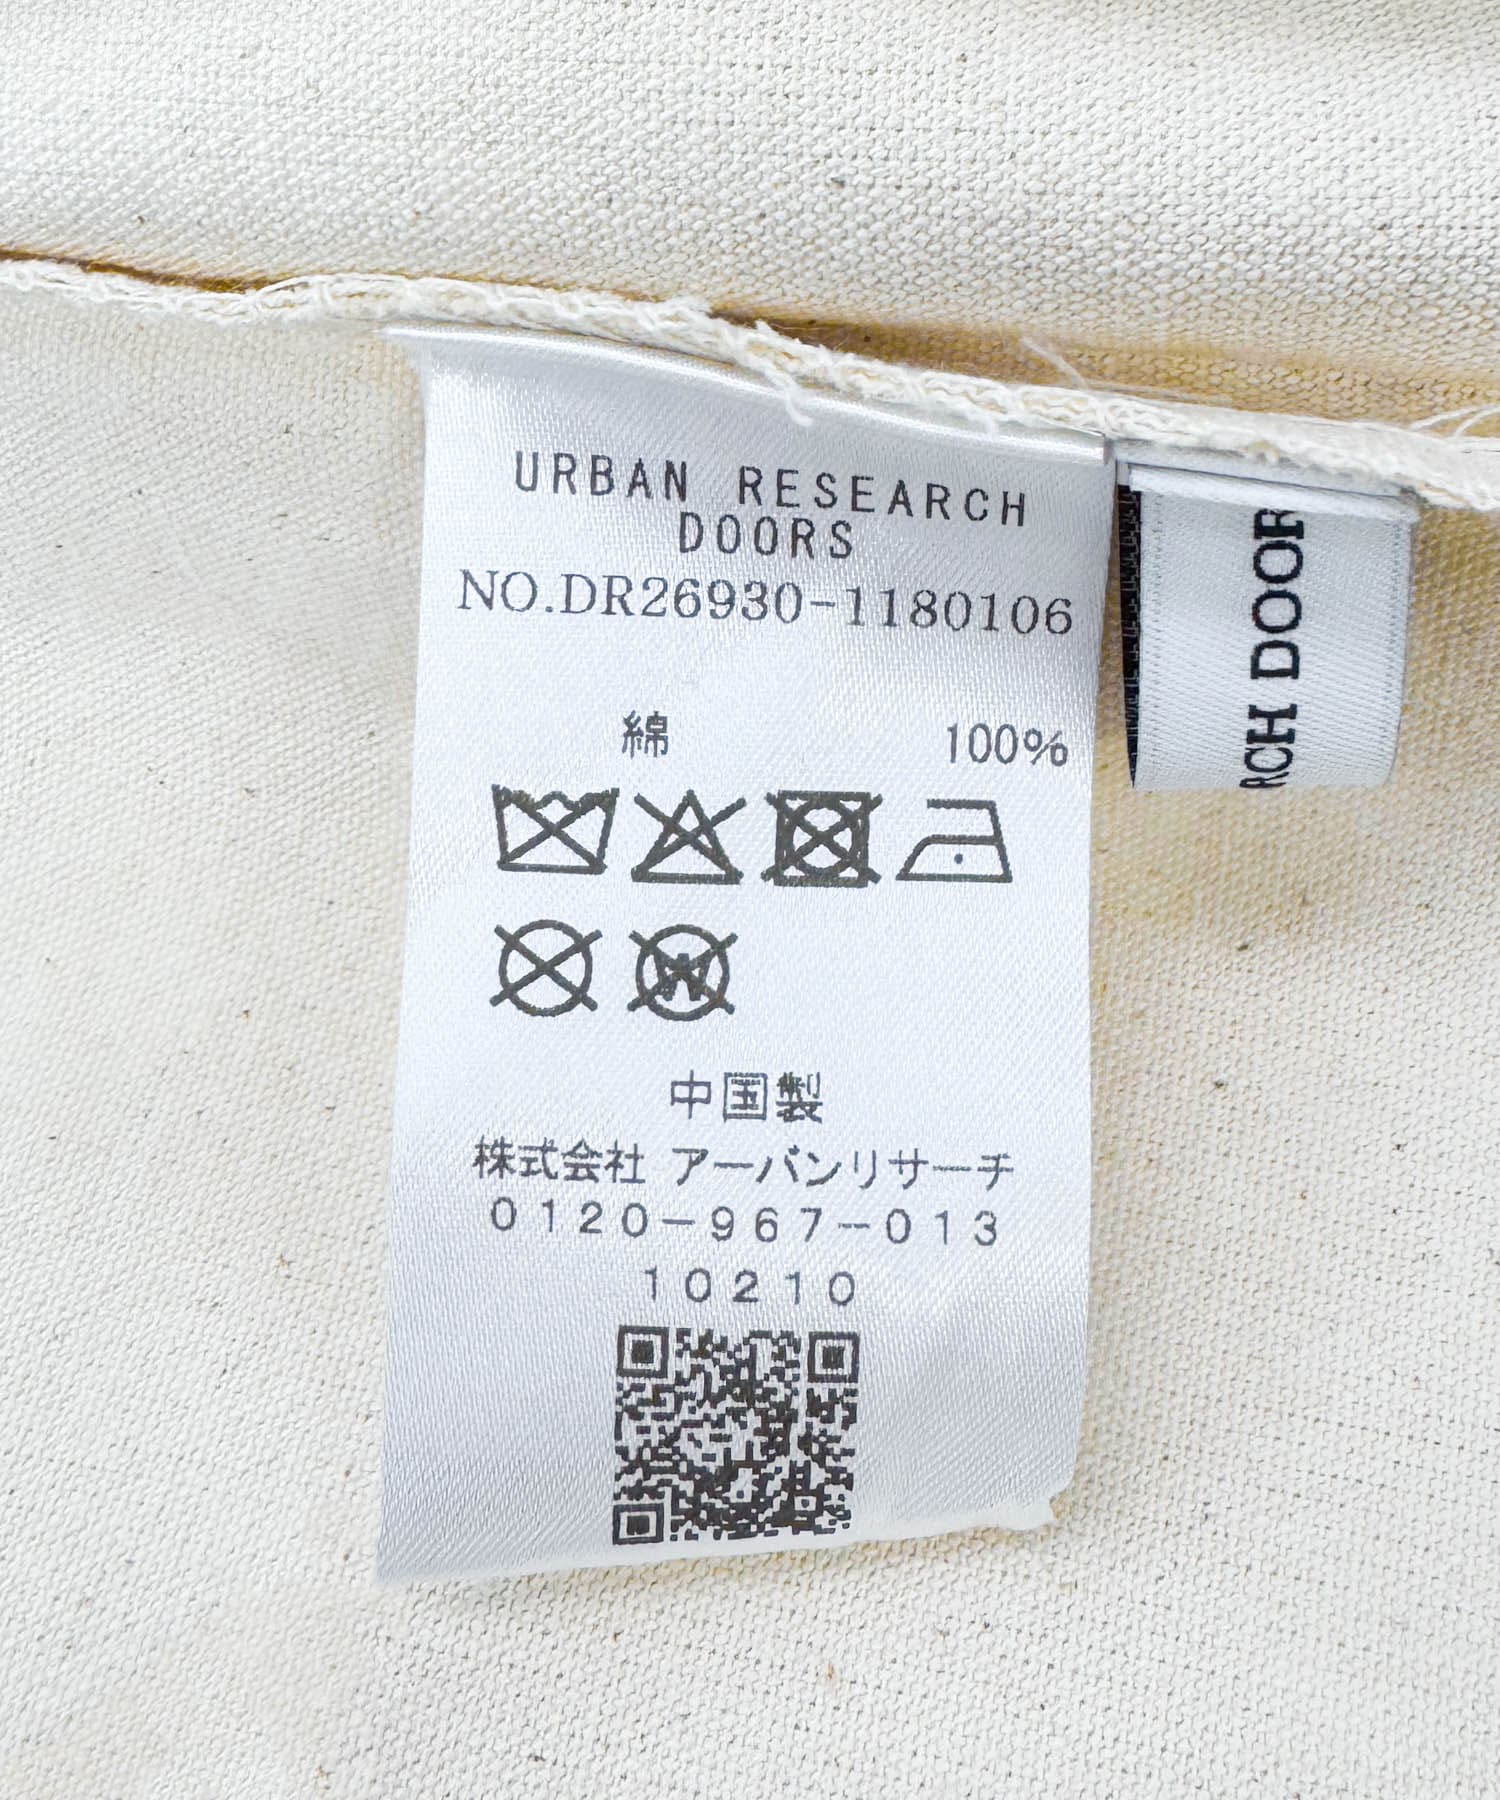 URBAN RESEARCH
DOORS
NO.DR26930-1180106
綿 100%
中国製
株式会社 アーバンリサーチ
0120-967-013
10210
RCH DOOR